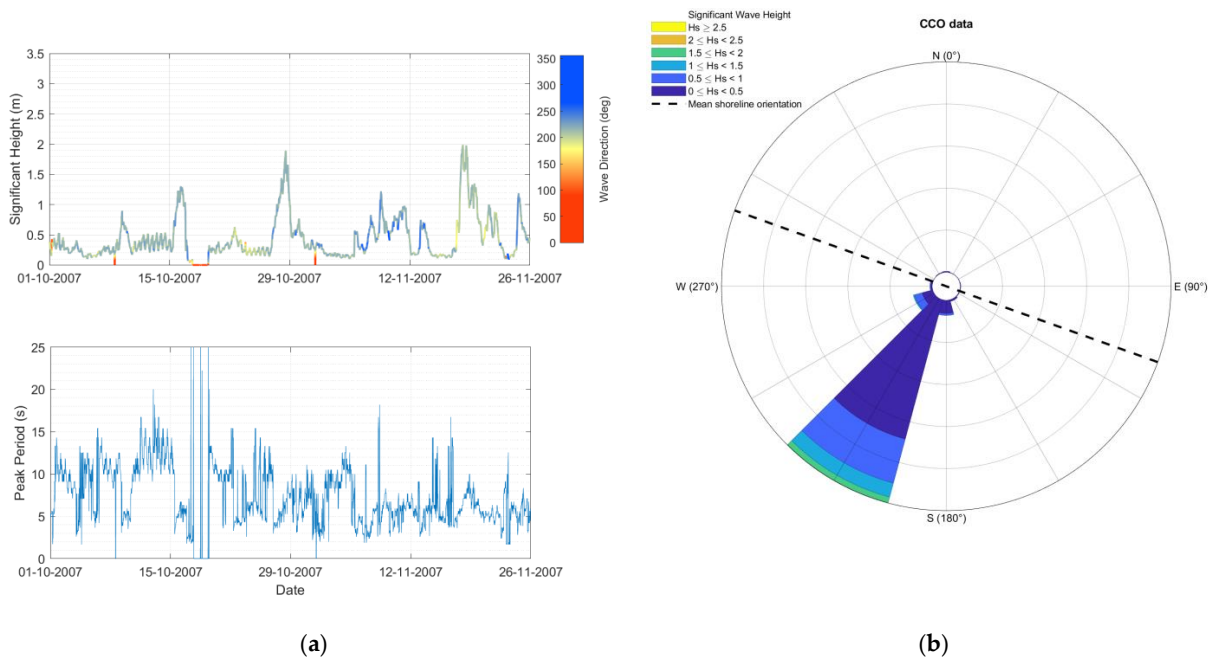 3.5
3
2.5
2
1.5
1
0.5
0
Significant Height (m)
01-10-2007 15-10-2007 29-10-2007 12-11-2007 26-11-2007
350
300
250
200
150
100
50
0
Wave Direction (deg)
25
20
15
10
5
0
Peak Period (s)
01-10-2007 15-10-2007 29-10-2007 12-11-2007 26-11-2007
Date
(a)
Significant Wave Height
Hs ≥ 2.5
2 ≤ Hs < 2.5
1.5 ≤ Hs < 2
1 ≤ Hs < 1.5
0.5 ≤ Hs < 1
0 ≤ Hs < 0.5
Mean shoreline orientation
CCO data
N (0°)
W (270°)
E (90°)
S (180°)
(b)